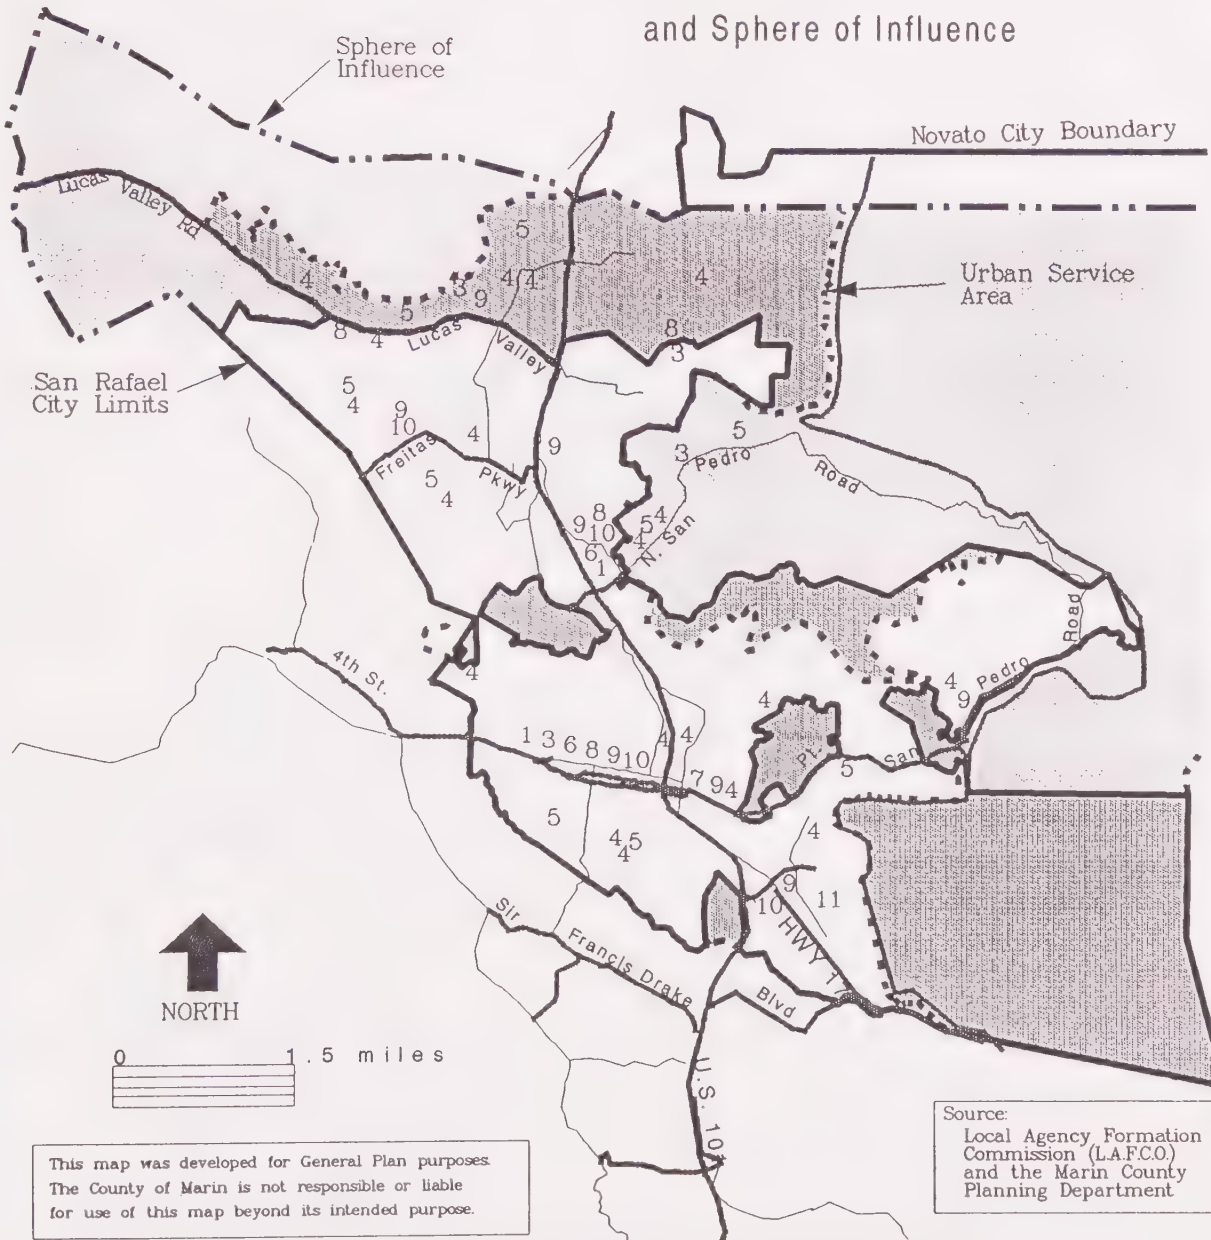 and Sphere of Influence
Sphere of
Influence
Novato City Boundary
Lucas Valley Rd
5
4
4 4
4
3
9
5
Urban Service
Area
8
4
Lucas Valley
8
3
San Rafael
City Limits
5
4
9
10
Freitas Pkwy
4
9
5
3
Pedro Road
5
4
8
9 10
6
1
5 4
4
N. San
Road
4th St.
4
4
9
Pedro
4
1 3 6 8 9 10
4 4
7 9 4
Pt. San
5
5
4 5
4
4
9
10
11
HWY 17
Sir Francis Drake Blvd
NORTH
0 1.5 miles
U.S. 101
Source:
Local Agency Formation
Commission (L.A.F.C.O.)
and the Marin County
Planning Department
This map was developed for General Plan purposes.
The County of Marin is not responsible or liable
for use of this map beyond its intended purpose.